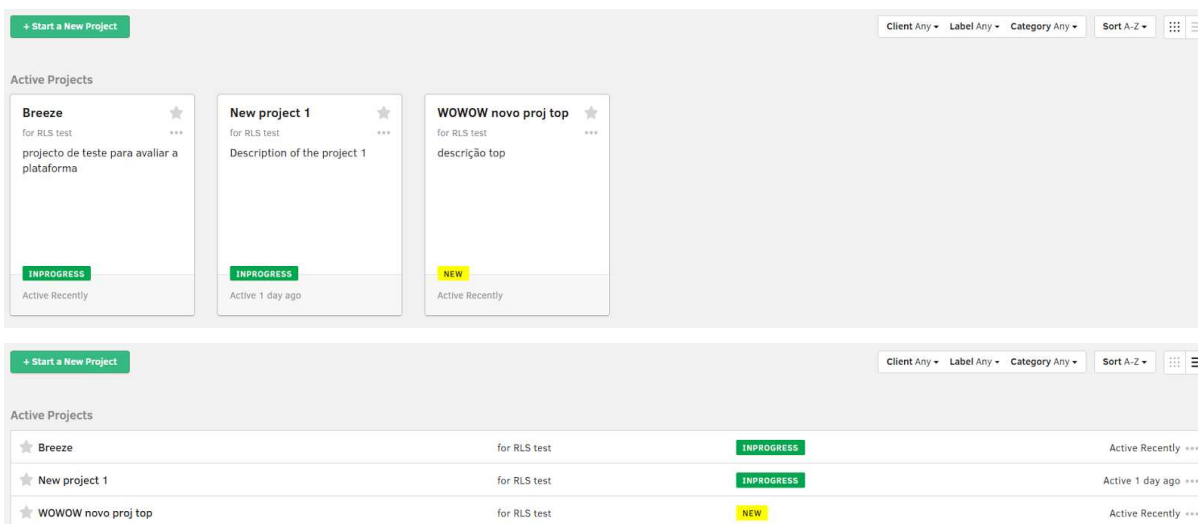 + Start a New Project
Client Any Label Any Category Any Sort A-Z
Active Projects
Breeze
for RLS test
projecto de teste para avaliar a
plataforma
INPROGRESS
Active Recently
New project 1
for RLS test
Description of the project 1
INPROGRESS
Active 1 day ago
WOWOW novo proj top
for RLS test
descrição top
NEW
Active Recently
+ Start a New Project
Client Any Label Any Category Any Sort A-Z
Active Projects
Breeze for RLS test INPROGRESS Active Recently
New project 1 for RLS test INPROGRESS Active 1 day ago
WOWOW novo proj top for RLS test NEW Active Recently